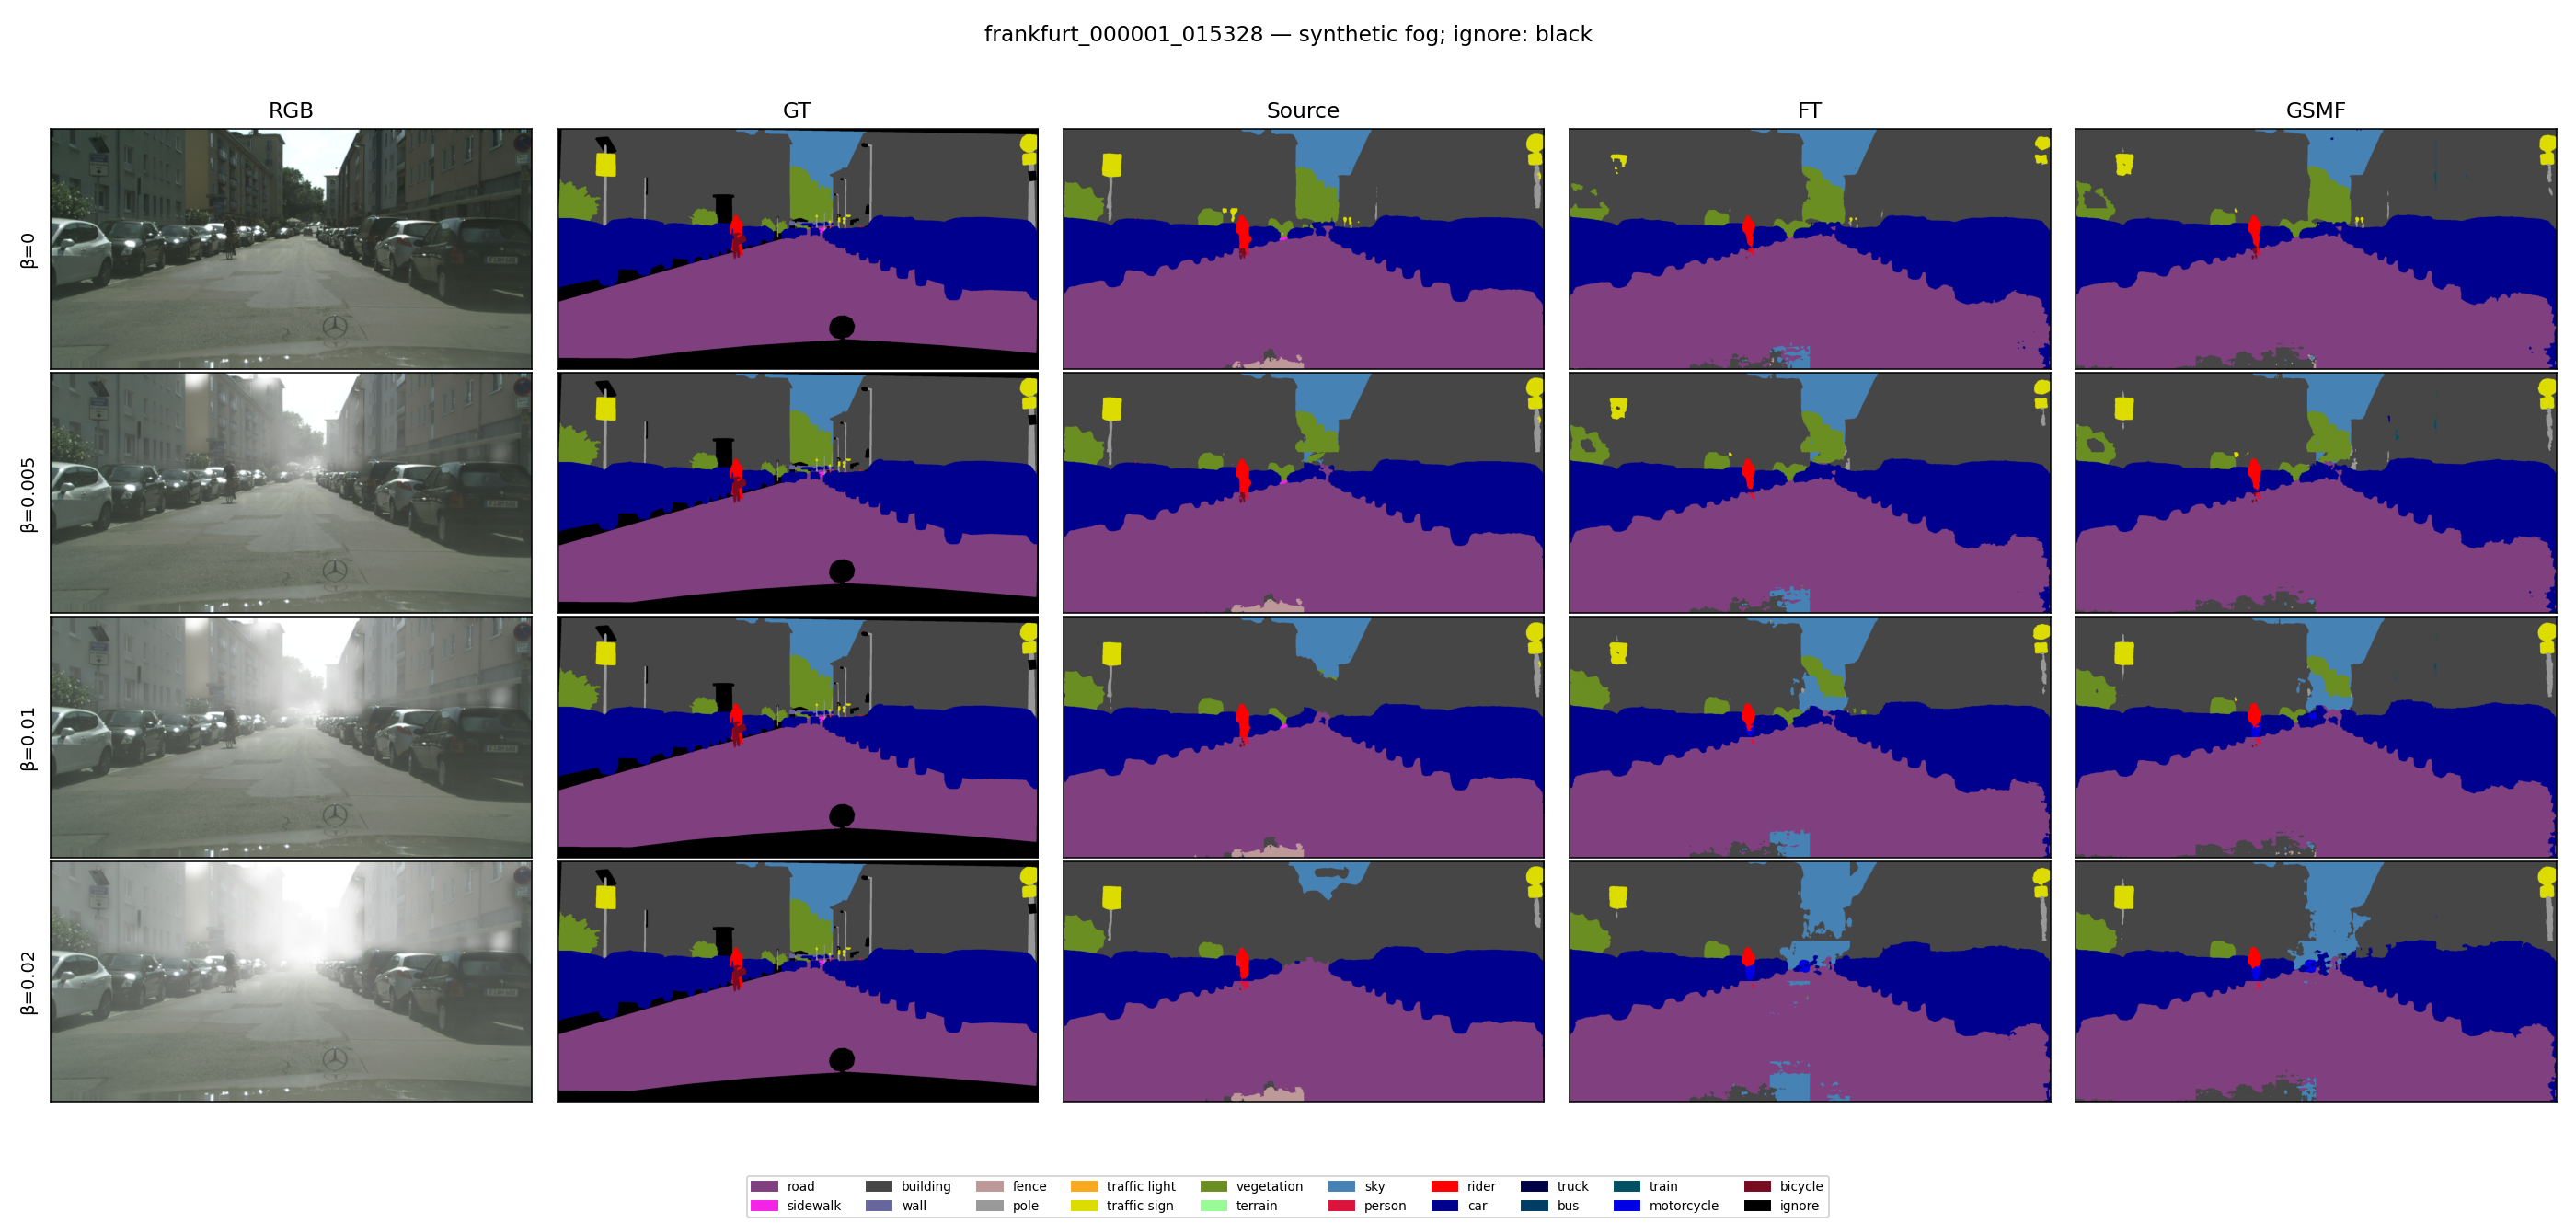 frankfurt_000001_015328 — synthetic fog; ignore: black
RGB GT Source FT GSMF
β=0
β=0.005
β=0.01
β=0.02
road building fence traffic light vegetation sky rider truck train bicycle
sidewalk wall pole traffic sign terrain person car bus motorcycle ignore